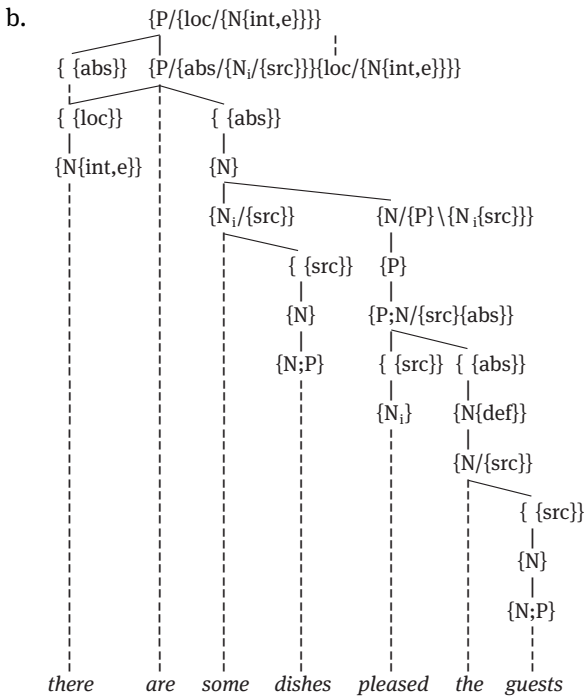 b. {P/{loc/{N{int,e}}}}
{ {abs}} {P/{abs/{Nᵢ/{src}}}{loc/{N{int,e}}}}
{ {loc}} { {abs}}
{N{int,e}} {N}
{Nᵢ/{src}} {N/{P}\{Nᵢ{src}}}
{ {src}} {P}
{N} {P;N/{src}{abs}}
{N;P} { {src}} { {abs}}
{Nᵢ} {N{def}}
{N/{src}}
{ {src}}
{N}
{N;P}
there are some dishes pleased the guests